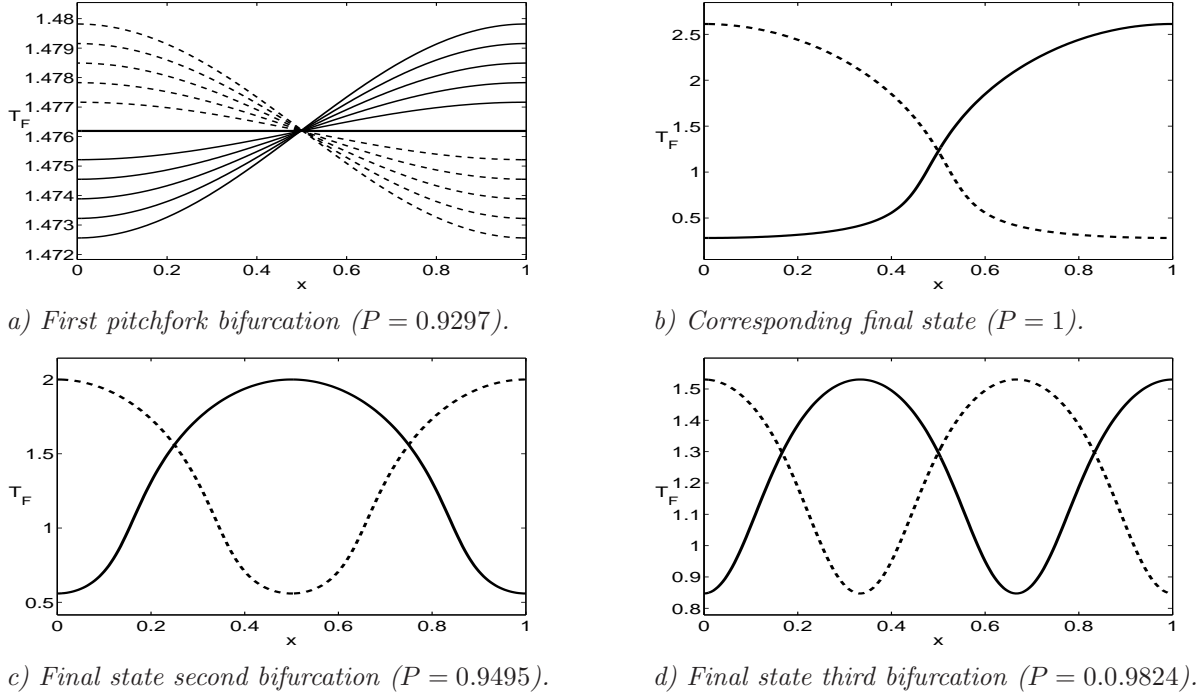 1.48
1.479
1.478
1.477
T_F
1.476
1.475
1.474
1.473
1.472
0 0.2 0.4 0.6 0.8 1
x
a) First pitchfork bifurcation (P = 0.9297).
2.5
2
1.5
T_F
1
0.5
0 0.2 0.4 0.6 0.8 1
x
b) Corresponding final state (P = 1).
2
1.5
T_F
1
0.5
0 0.2 0.4 0.6 0.8 1
x
c) Final state second bifurcation (P = 0.9495).
1.5
1.4
1.3
1.2
T_F
1.1
1
0.9
0.8
0 0.2 0.4 0.6 0.8 1
x
d) Final state third bifurcation (P = 0.0.9824).